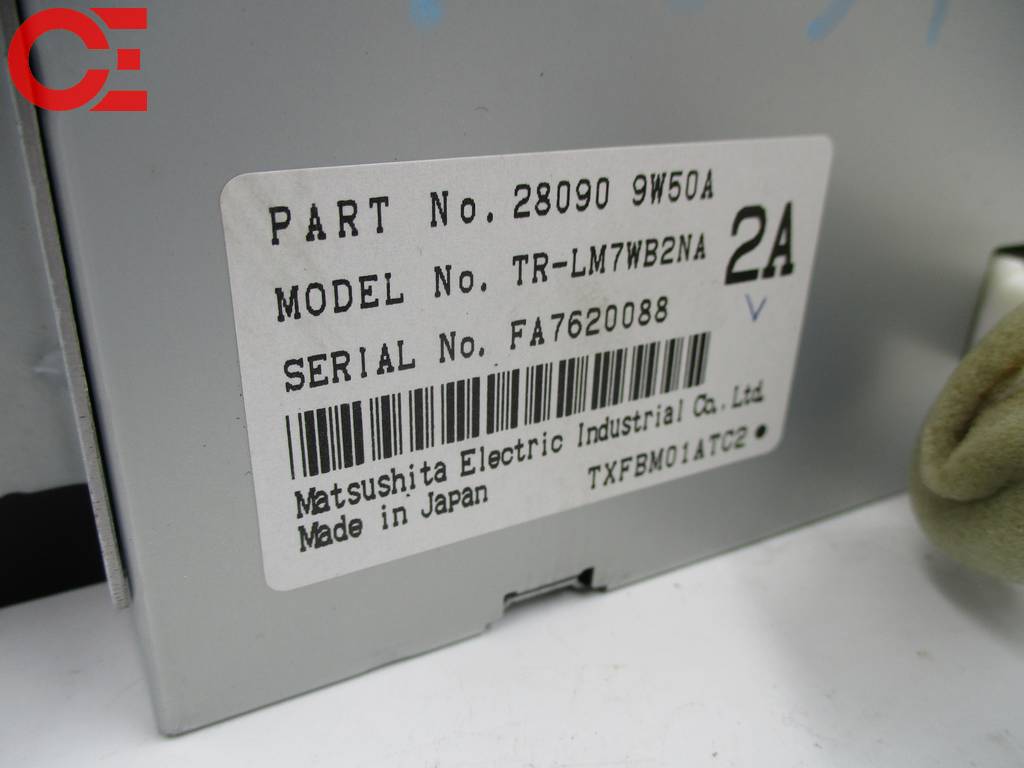 CE
PART No. 28090 9W50A
MODEL No. TR-LM7WB2NA
2A
V
SERIAL No. FA7620088
Matsushita Electric Industrial Co., Ltd.
Made in Japan
TXFBM01ATC2